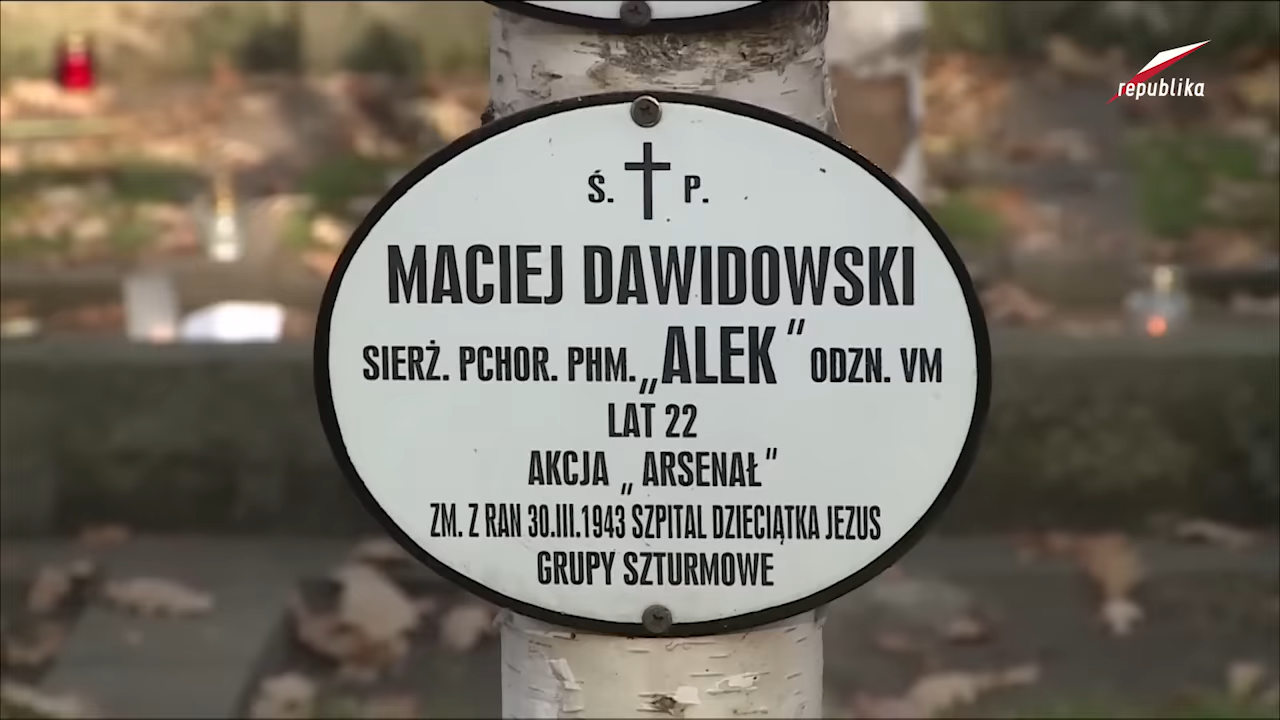 republika
Ś. P.
MACIEJ DAWIDOWSKI
SIERŻ. PCHOR. PHM. „ALEK" ODZN. VM
LAT 22
AKCJA „ARSENAŁ"
ZM. Z RAN 30.III.1943 SZPITAL DZIECIĄTKA JEZUS
GRUPY SZTURMOWE